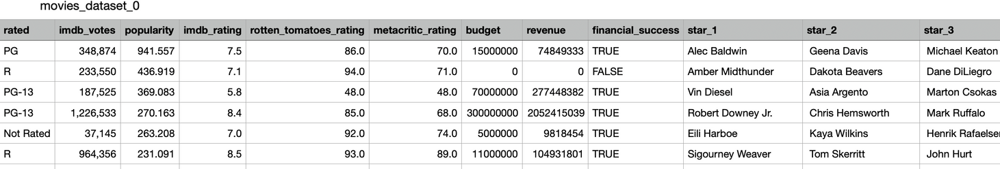 movies_dataset_0
rated imdb_votes popularity imdb_rating rotten_tomatoes_rating metacritic_rating budget revenue financial_success star_1 star_2 star_3
PG 348,874 941.557 7.5 86.0 70.0 15000000 74849333 TRUE Alec Baldwin Geena Davis Michael Keaton
R 233,550 436.919 7.1 94.0 71.0 0 0 FALSE Amber Midthunder Dakota Beavers Dane DiLiegro
PG-13 187,525 369.083 5.8 48.0 48.0 70000000 277448382 TRUE Vin Diesel Asia Argento Marton Csokas
PG-13 1,226,533 270.163 8.4 85.0 68.0 300000000 2052415039 TRUE Robert Downey Jr. Chris Hemsworth Mark Ruffalo
Not Rated 37,145 263.208 7.0 92.0 74.0 5000000 9818454 TRUE Eili Harboe Kaya Wilkins Henrik Rafaelse
R 964,356 231.091 8.5 93.0 89.0 11000000 104931801 TRUE Sigourney Weaver Tom Skerritt John Hurt